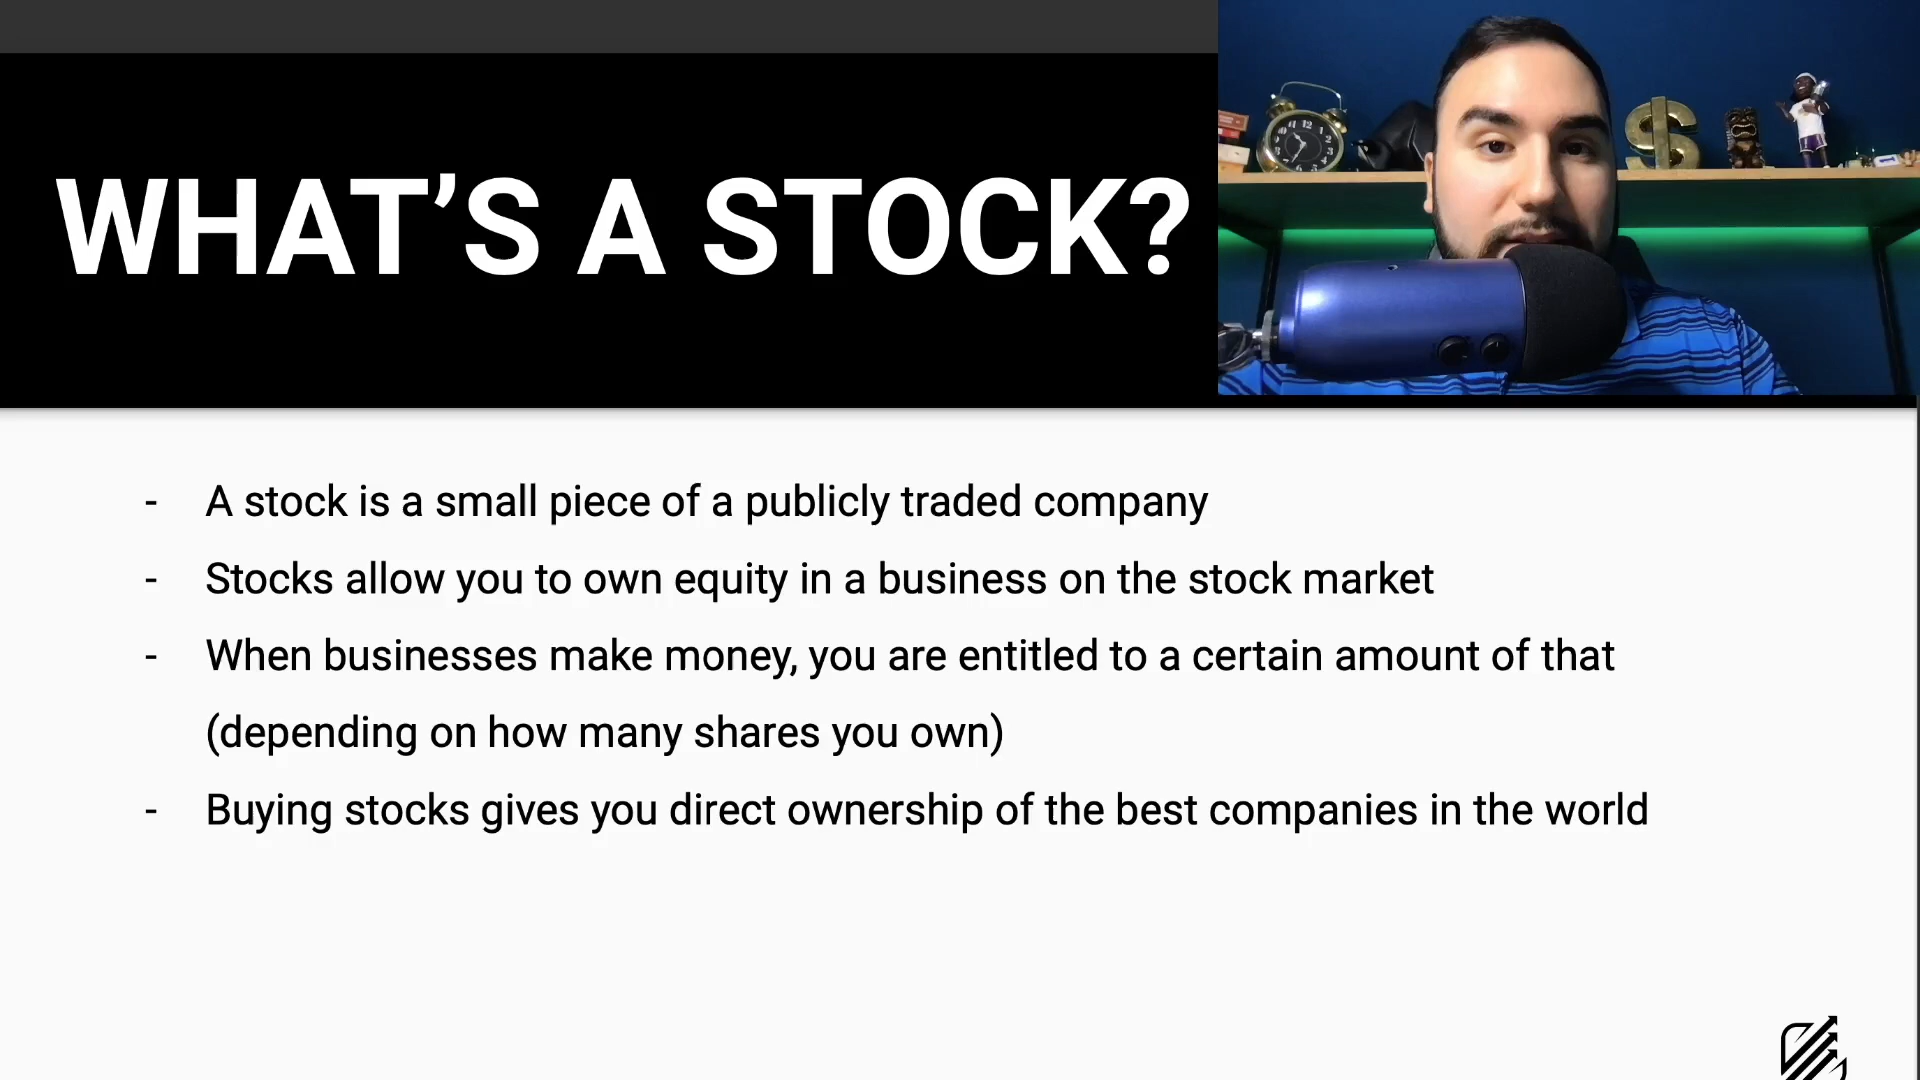 WHAT’S A STOCK?
- A stock is a small piece of a publicly traded company
- Stocks allow you to own equity in a business on the stock market
- When businesses make money, you are entitled to a certain amount of that
(depending on how many shares you own)
- Buying stocks gives you direct ownership of the best companies in the world